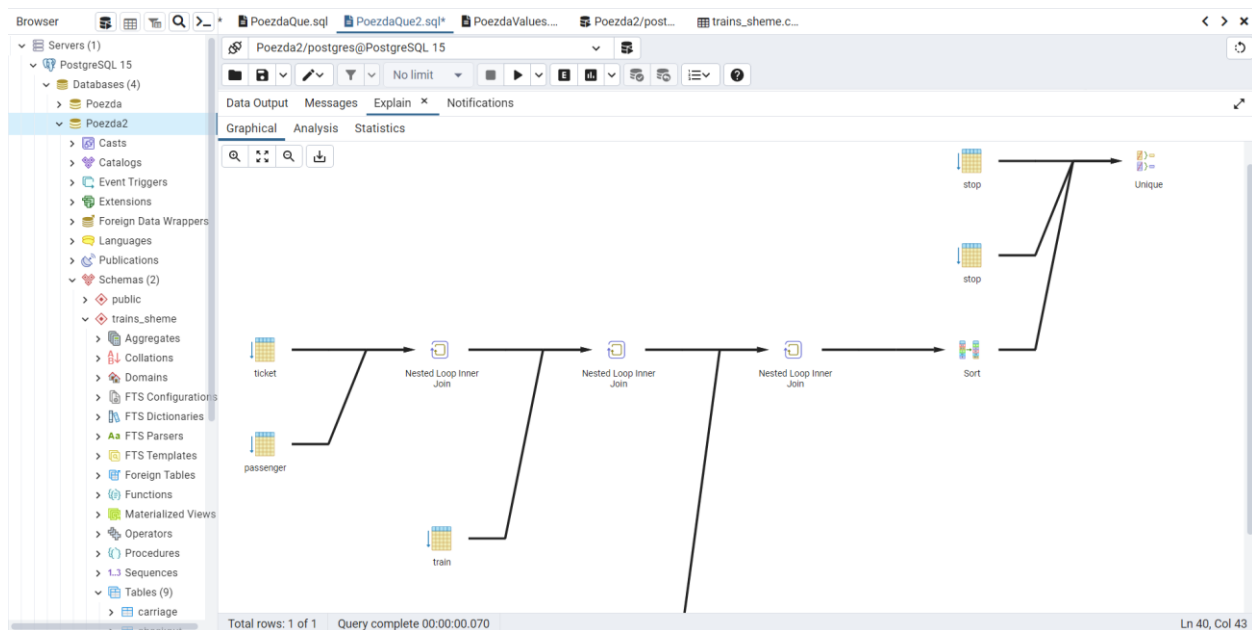 Browser
PoezdaQue.sql
PoezdaQue2.sql*
PoezdaValues....
Poezda2/post...
trains_sheme.c...
Servers (1)
PostgreSQL 15
Databases (4)
Poezda
Poezda2
Casts
Catalogs
Event Triggers
Extensions
Foreign Data Wrappers
Languages
Publications
Schemas (2)
public
trains_sheme
Aggregates
Collations
Domains
FTS Configurations
FTS Dictionaries
Aa FTS Parsers
FTS Templates
Foreign Tables
Functions
Materialized Views
Operators
Procedures
1..3 Sequences
Tables (9)
carriage
Poezda2/postgres@PostgreSQL 15
No limit
E
Data Output Messages Explain × Notifications
Graphical Analysis Statistics
stop
Unique
stop
ticket
Nested Loop Inner
Join
Nested Loop Inner
Join
Nested Loop Inner
Join
Sort
passenger
train
Total rows: 1 of 1 Query complete 00:00:00.070 Ln 40, Col 43